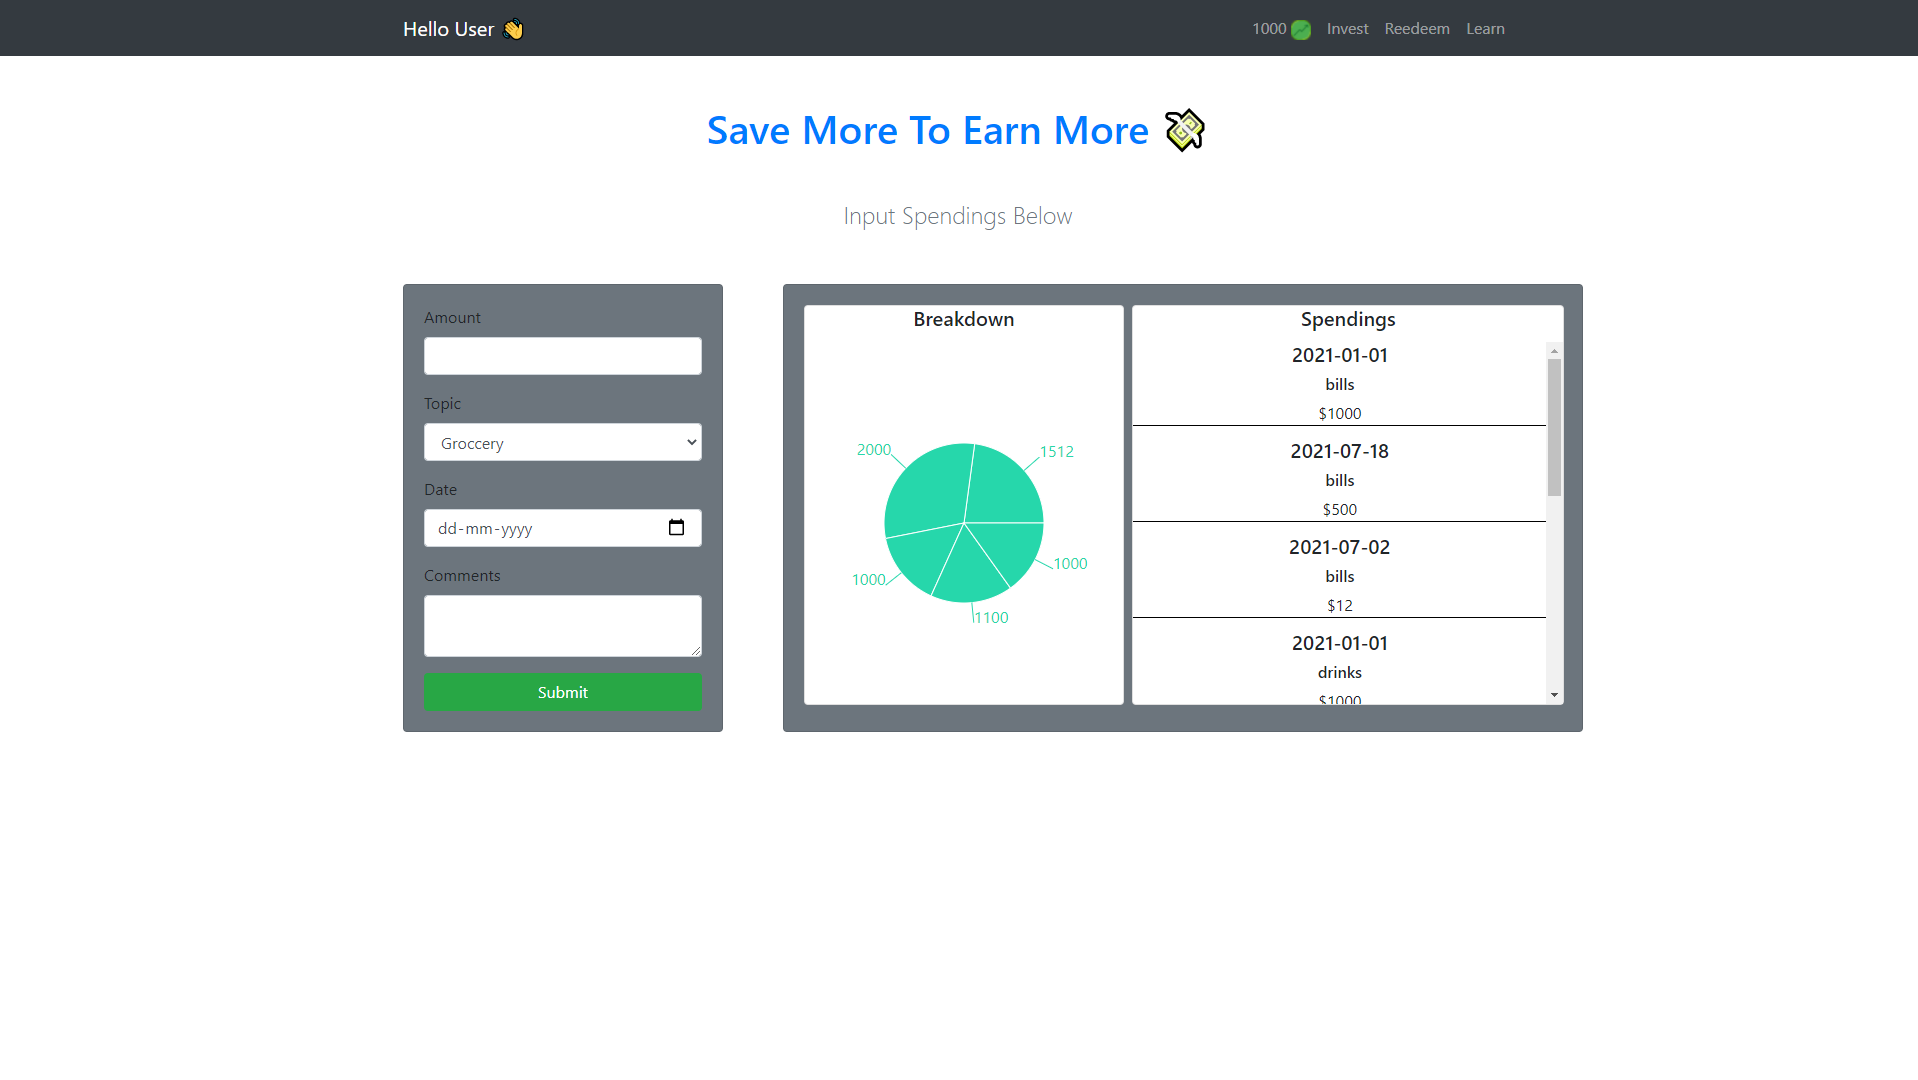 Hello User
1000 Invest Reedeem Learn
Save More To Earn More
Input Spendings Below
Amount
Topic
Groccery
Date
dd-mm-yyyy
Comments
Submit
Breakdown
2000
1512
1000
1000
1100
Spendings
2021-01-01
bills
$1000
2021-07-18
bills
$500
2021-07-02
bills
$12
2021-01-01
drinks
$1000